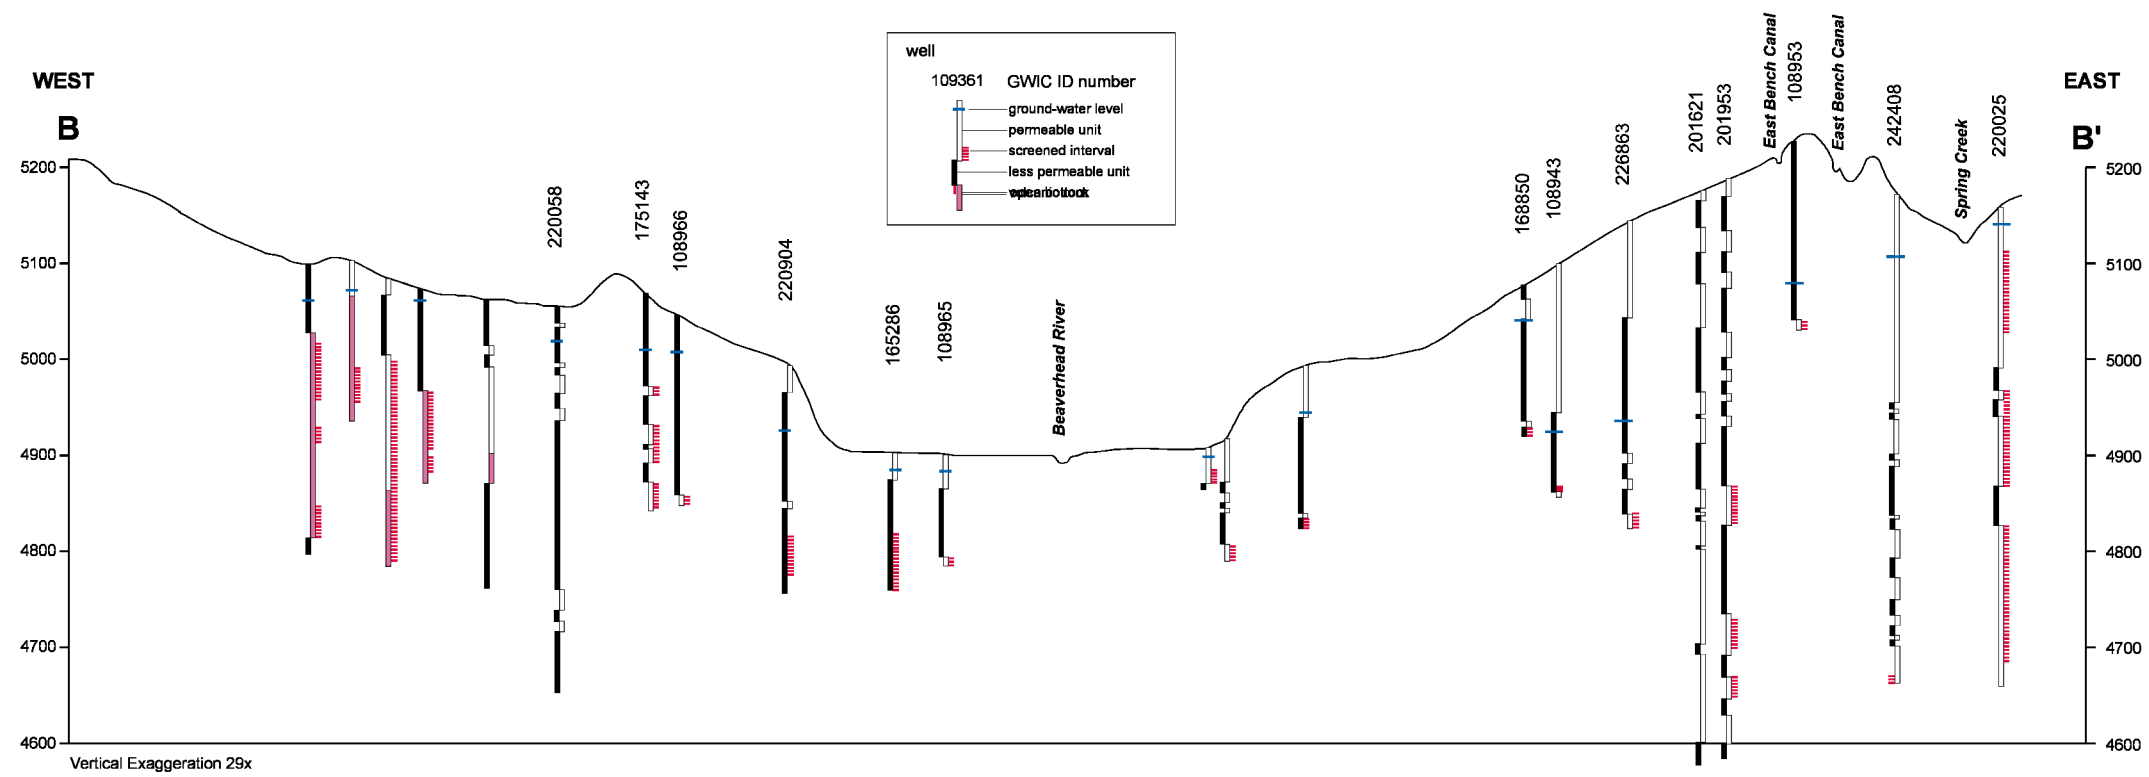 WEST
B
EAST
B'
well
109361 GWIC ID number
ground-water level
permeable unit
screened interval
less permeable unit
220058
175143
108966
220904
165286
108965
Beaverhead River
168850
108943
226863
201621
201953
East Bench Canal
108953
East Bench Canal
242408
Spring Creek
220025
5200
5100
5000
4900
4800
4700
4600
5200
5100
5000
4900
4800
4700
4600
Vertical Exaggeration 29x